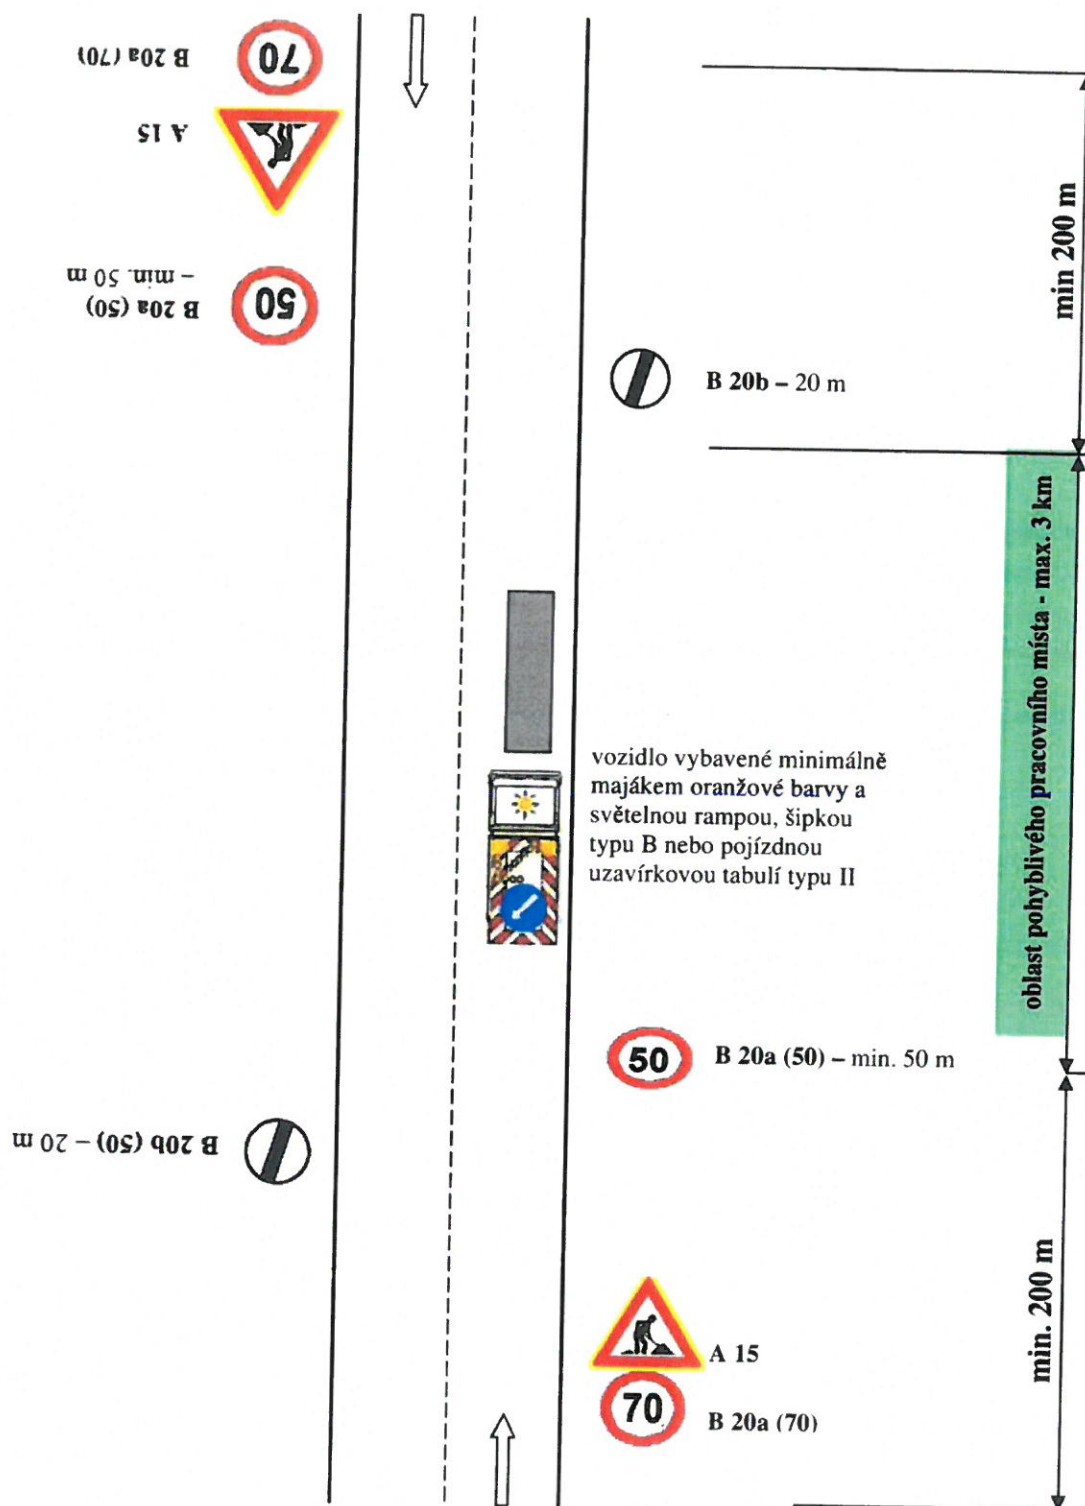 B 20a (70)
70
A 15
B 20a (50)
– min. 50 m
50
min 200 m
B 20b – 20 m
oblast pohyblivého pracovního místa - max. 3 km
vozidlo vybavené minimálně
majákem oranžové barvy a
světelnou rampou, šipkou
typu B nebo pojízdnou
uzavírkovou tabulí typu II
50
B 20a (50) – min. 50 m
B 20b (50) – 20 m
min. 200 m
A 15
70
B 20a (70)